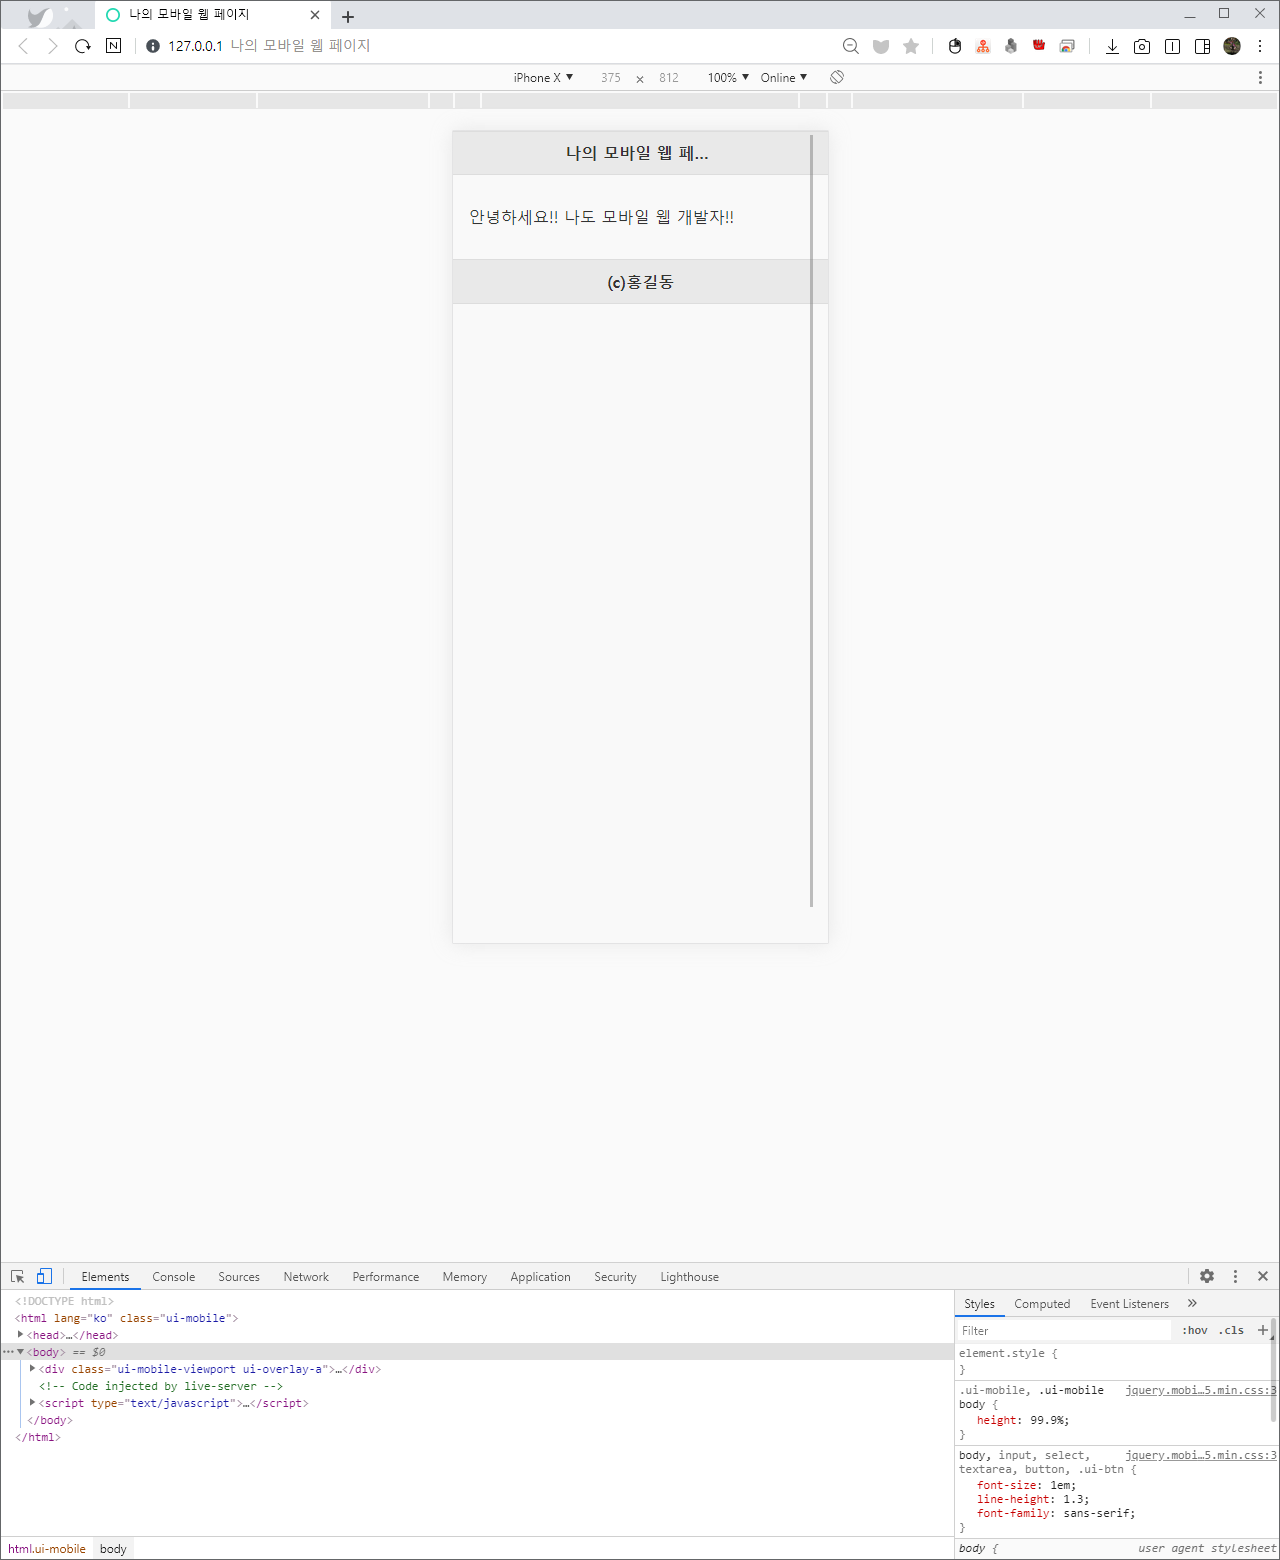 나의 모바일 웹 페이지
N
127.0.0.1 나의 모바일 웹 페이지
iPhone X ▼ 375 × 812 100% ▼ Online ▼
나의 모바일 웹 페...
안녕하세요!! 나도 모바일 웹 개발자!!
(c)홍길동
Elements Console Sources Network Performance Memory Application Security Lighthouse
<!DOCTYPE html>
<html lang="ko" class="ui-mobile">
▶<head>…</head>
···▼<body> == $0
▶<div class="ui-mobile-viewport ui-overlay-a">…</div>
<!-- Code injected by live-server -->
▶<script type="text/javascript">…</script>
</body>
</html>
html.ui-mobile body
Styles Computed Event Listeners »
Filter :hov .cls +
element.style {
}
.ui-mobile, .ui-mobile jquery.mobi…5.min.css:3
body {
height: 99.9%;
}
body, input, select, jquery.mobi…5.min.css:3
textarea, button, .ui-btn {
font-size: 1em;
line-height: 1.3;
font-family: sans-serif;
}
body { user agent stylesheet